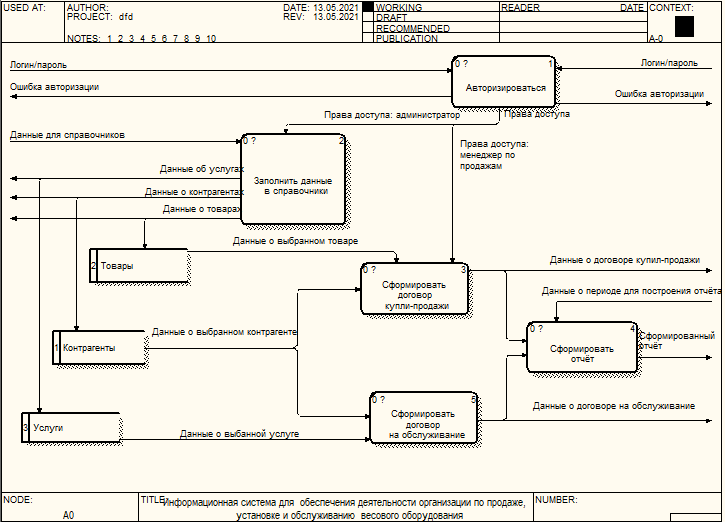 USED AT:
AUTHOR:
PROJECT: dfd
DATE: 13.05.2021
REV: 13.05.2021
NOTES: 1 2 3 4 5 6 7 8 9 10
WORKING
DRAFT
RECOMMENDED
PUBLICATION
READER
DATE
CONTEXT:
A-0
Логин/пароль
0 ?
1
Авторизироваться
Логин/пароль
Ошибка авторизации
Ошибка авторизации
Права доступа: администратор
Права доступа
Данные для справочников
0 ?
2
Заполнить данные
в справочники
Права доступа:
менеджер по
продажам
Данные об услугах
Данные о контрагентах
Данные о товарах
Данные о выбранном товаре
2 Товары
0 ?
3
Сформировать
договор
купли-продажи
Данные о договоре купил-продажи
Данные о периоде для построения отчёта
0 ?
4
Сформировать
отчёт
Сформированный
отчёт
Данные о выбранном контрагенте
1 Контрагенты
0 ?
5
Сформировать
договор
на обслуживание
Данные о договоре на обслуживание
3 Услуги
Данные о выбанной услуге
NODE:
A0
TITLE:
Информационная система для обеспечения деятельности организации по продаже,
установке и обслуживанию весового оборудования
NUMBER: